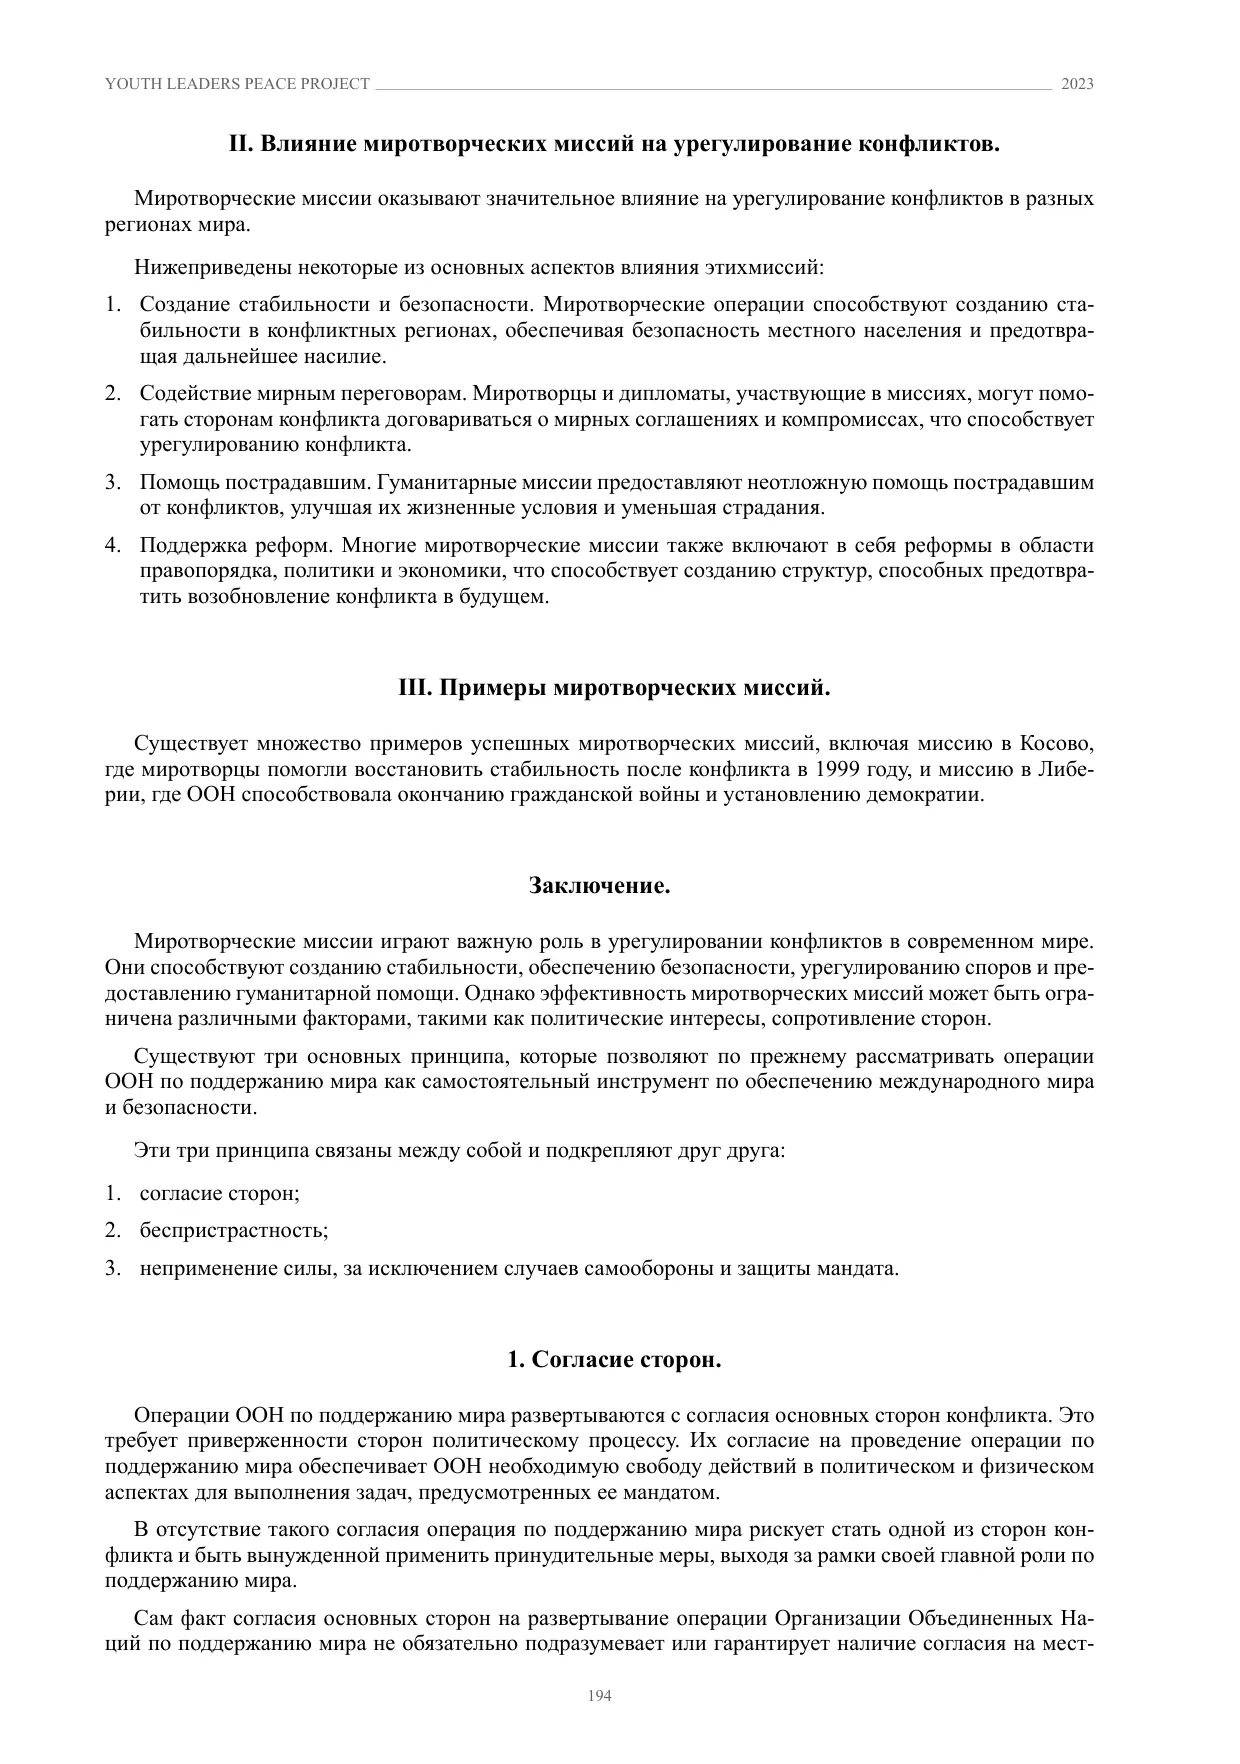 YOUTH LEADERS PEACE PROJECT 2023
II. Влияние миротворческих миссий на урегулирование конфликтов.
Миротворческие миссии оказывают значительное влияние на урегулирование конфликтов в разных
регионах мира.
Нижеприведены некоторые из основных аспектов влияния этихмиссий:
1. Создание стабильности и безопасности. Миротворческие операции способствуют созданию ста-
бильности в конфликтных регионах, обеспечивая безопасность местного населения и предотвра-
щая дальнейшее насилие.
2. Содействие мирным переговорам. Миротворцы и дипломаты, участвующие в миссиях, могут помо-
гать сторонам конфликта договариваться о мирных соглашениях и компромиссах, что способствует
урегулированию конфликта.
3. Помощь пострадавшим. Гуманитарные миссии предоставляют неотложную помощь пострадавшим
от конфликтов, улучшая их жизненные условия и уменьшая страдания.
4. Поддержка реформ. Многие миротворческие миссии также включают в себя реформы в области
правопорядка, политики и экономики, что способствует созданию структур, способных предотвра-
тить возобновление конфликта в будущем.
III. Примеры миротворческих миссий.
Существует множество примеров успешных миротворческих миссий, включая миссию в Косово,
где миротворцы помогли восстановить стабильность после конфликта в 1999 году, и миссию в Либе-
рии, где ООН способствовала окончанию гражданской войны и установлению демократии.
Заключение.
Миротворческие миссии играют важную роль в урегулировании конфликтов в современном мире.
Они способствуют созданию стабильности, обеспечению безопасности, урегулированию споров и пре-
доставлению гуманитарной помощи. Однако эффективность миротворческих миссий может быть огра-
ничена различными факторами, такими как политические интересы, сопротивление сторон.
Существуют три основных принципа, которые позволяют по прежнему рассматривать операции
ООН по поддержанию мира как самостоятельный инструмент по обеспечению международного мира
и безопасности.
Эти три принципа связаны между собой и подкрепляют друг друга:
1. согласие сторон;
2. беспристрастность;
3. неприменение силы, за исключением случаев самообороны и защиты мандата.
1. Согласие сторон.
Операции ООН по поддержанию мира развертываются с согласия основных сторон конфликта. Это
требует приверженности сторон политическому процессу. Их согласие на проведение операции по
поддержанию мира обеспечивает ООН необходимую свободу действий в политическом и физическом
аспектах для выполнения задач, предусмотренных ее мандатом.
В отсутствие такого согласия операция по поддержанию мира рискует стать одной из сторон кон-
фликта и быть вынужденной применить принудительные меры, выходя за рамки своей главной роли по
поддержанию мира.
Сам факт согласия основных сторон на развертывание операции Организации Объединенных На-
ций по поддержанию мира не обязательно подразумевает или гарантирует наличие согласия на мест-
194